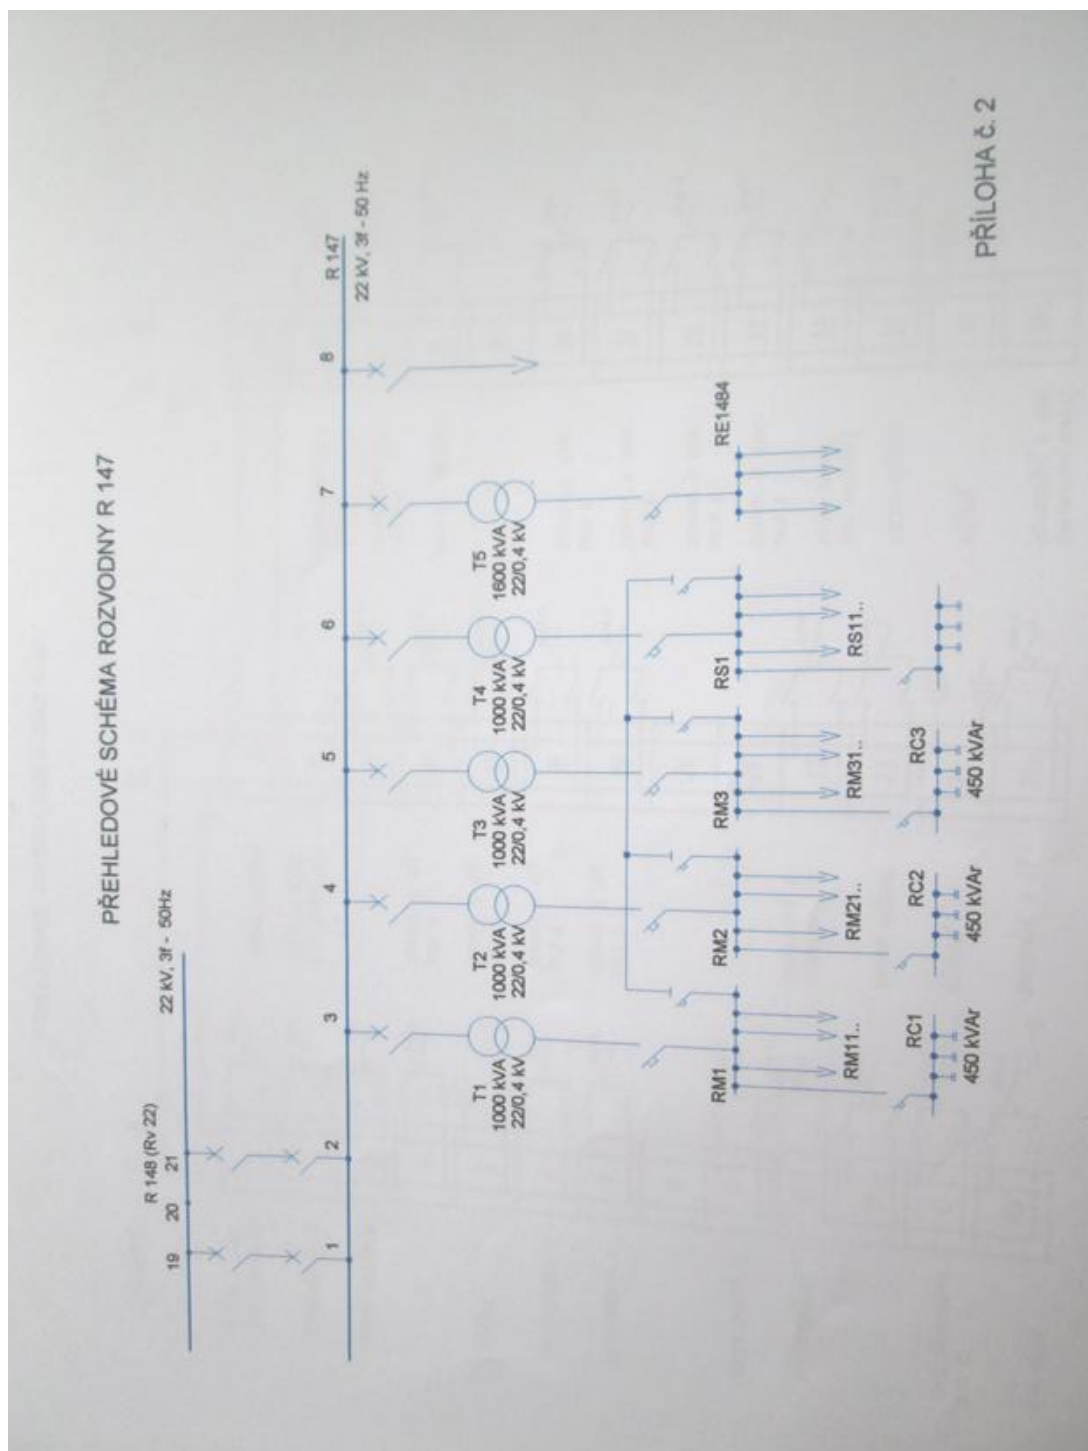 PŘEHLEDOVÉ SCHÉMA ROZVODNY R 147
R 148 (Rv 22)
22 kV, 3f - 50Hz
19
20
21
R 147
22 kV, 3f - 50 Hz
1
2
3
4
5
6
7
8
T1
1000 kVA
22/0,4 kV
T2
1000 kVA
22/0,4 kV
T3
1000 kVA
22/0,4 kV
T4
1000 kVA
22/0,4 kV
T5
1600 kVA
22/0,4 kV
RM1
RM2
RM3
RS1
RE1484
RM11..
RM21..
RM31..
RS11..
RC1
450 kVAr
RC2
450 kVAr
RC3
450 kVAr
PŘÍLOHA č. 2